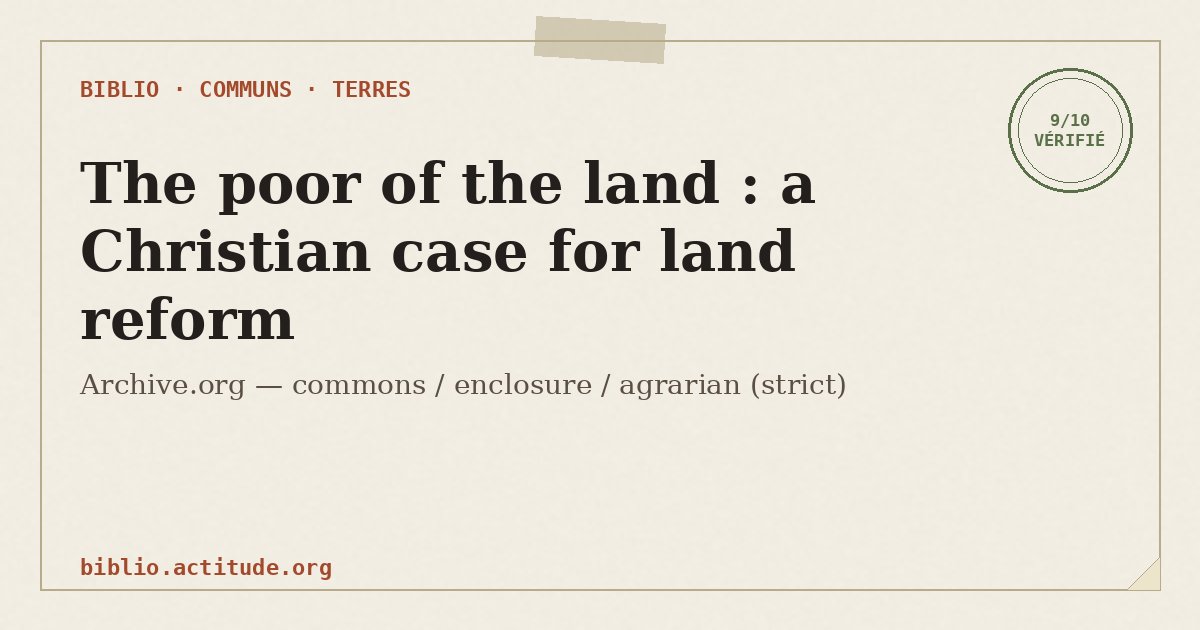 BIBLIO · COMMUNS · TERRES
9/10
VÉRIFIÉ
The poor of the land : a
Christian case for land
reform
Archive.org — commons / enclosure / agrarian (strict)
biblio.actitude.org